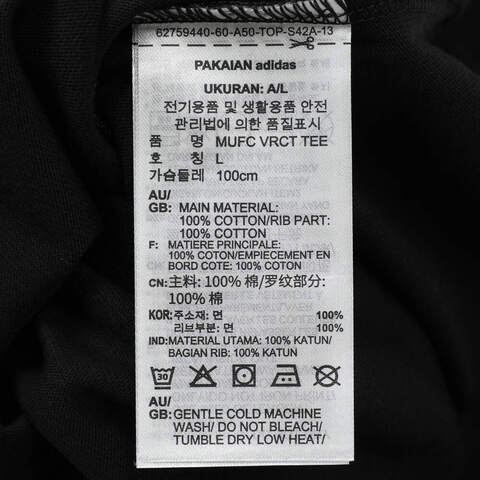 62759440-60-A50-TOP-S42A-13
PAKAIAN adidas
UKURAN: A/L
전기용품 및 생활용품 안전
관리법에 의한 품질표시
품 명 MUFC VRCT TEE
호 칭 L
가슴둘레 100cm
AU/
GB: MAIN MATERIAL:
100% COTTON/RIB PART:
100% COTTON
F: MATIERE PRINCIPALE:
100% COTON/EMPIECEMENT EN
BORD COTE: 100% COTON
CN: 主料: 100% 棉/罗纹部分:
100% 棉
KOR: 주소재: 면 100%
리브부분: 면 100%
IND: MATERIAL UTAMA: 100% KATUN/
BAGIAN RIB: 100% KATUN
30
AU/
GB: GENTLE COLD MACHINE
WASH/ DO NOT BLEACH/
TUMBLE DRY LOW HEAT/